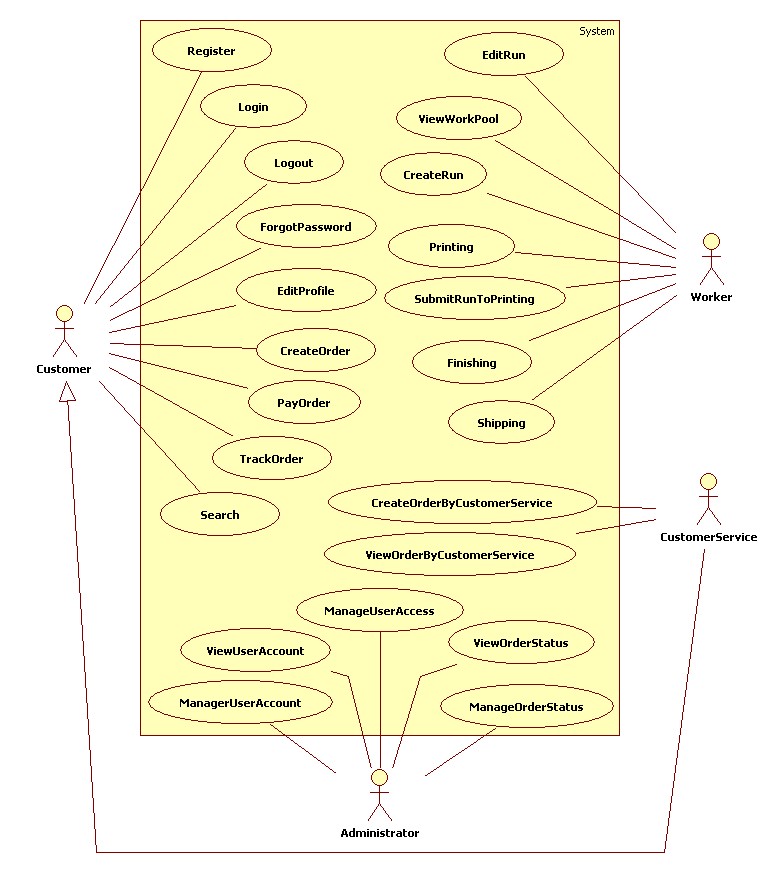 System
Register
EditRun
Login
ViewWorkPool
Logout
CreateRun
ForgotPassword
Printing
EditProfile
SubmitRunToPrinting
Worker
CreateOrder
Customer
Finishing
PayOrder
Shipping
TrackOrder
CreateOrderByCustomerService
Search
CustomerService
ViewOrderByCustomerService
ManageUserAccess
ViewUserAccount
ViewOrderStatus
ManagerUserAccount
ManageOrderStatus
Administrator